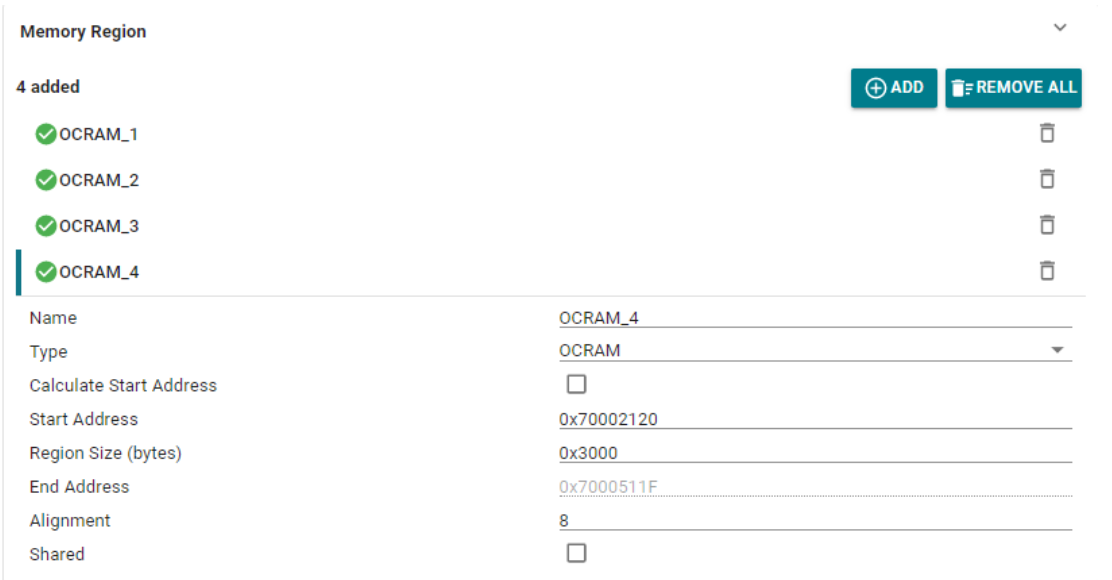 Memory Region
4 added ADD REMOVE ALL
OCRAM_1
OCRAM_2
OCRAM_3
OCRAM_4
Name OCRAM_4
Type OCRAM
Calculate Start Address
Start Address 0x70002120
Region Size (bytes) 0x3000
End Address 0x7000511F
Alignment 8
Shared